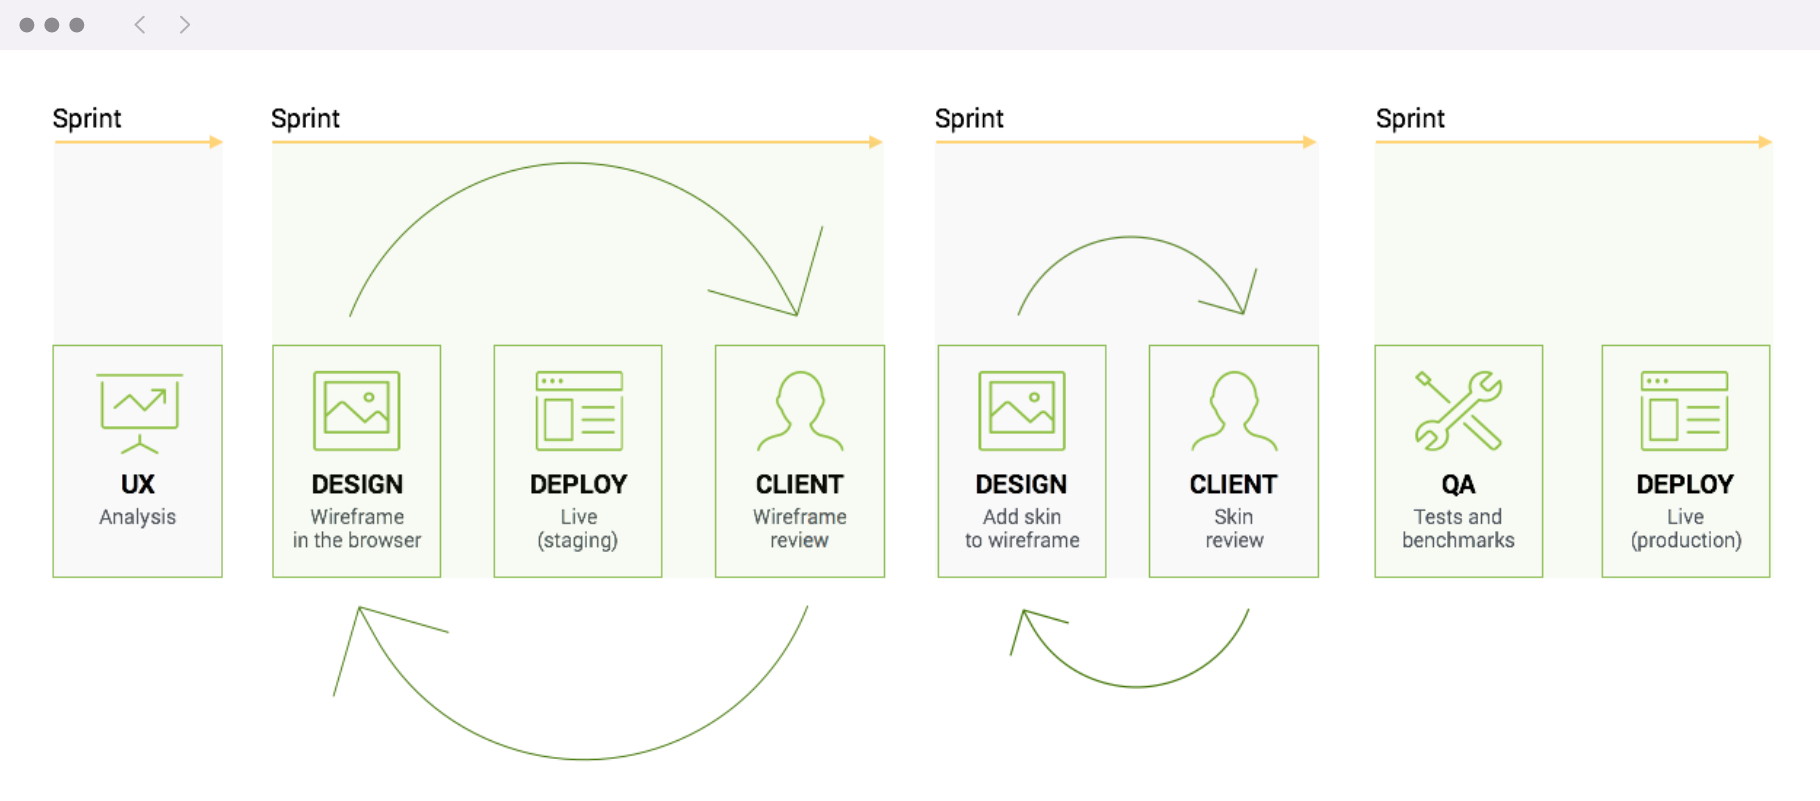 Sprint
Sprint
Sprint
Sprint
UX
Analysis
DESIGN
Wireframe
in the browser
DEPLOY
Live
(staging)
CLIENT
Wireframe
review
DESIGN
Add skin
to wireframe
CLIENT
Skin
review
QA
Tests and
benchmarks
DEPLOY
Live
(production)